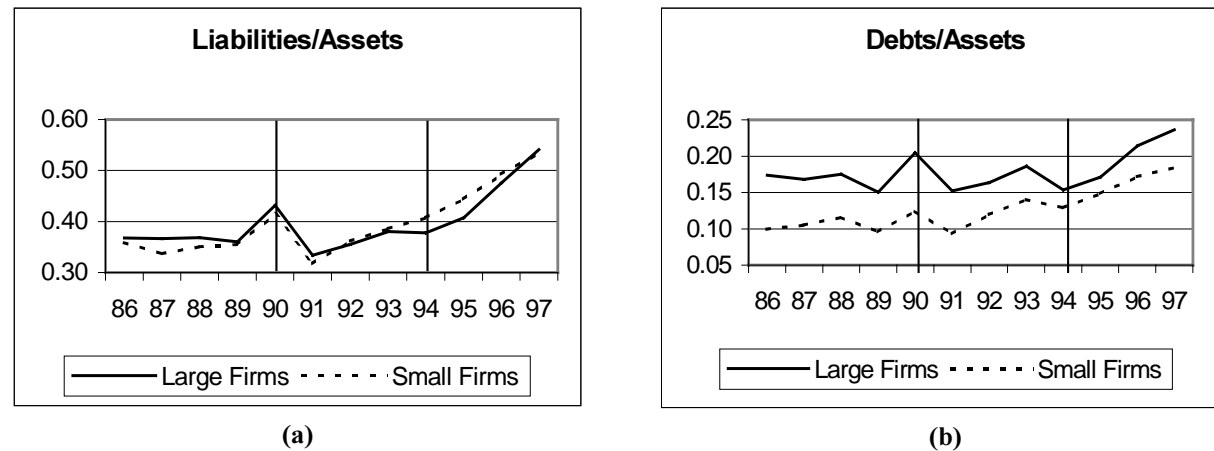 Liabilities/Assets
0.60
0.50
0.40
0.30
86 87 88 89 90 91 92 93 94 95 96 97
Large Firms Small Firms
(a)
Debts/Assets
0.25
0.20
0.15
0.10
0.05
86 87 88 89 90 91 92 93 94 95 96 97
Large Firms Small Firms
(b)